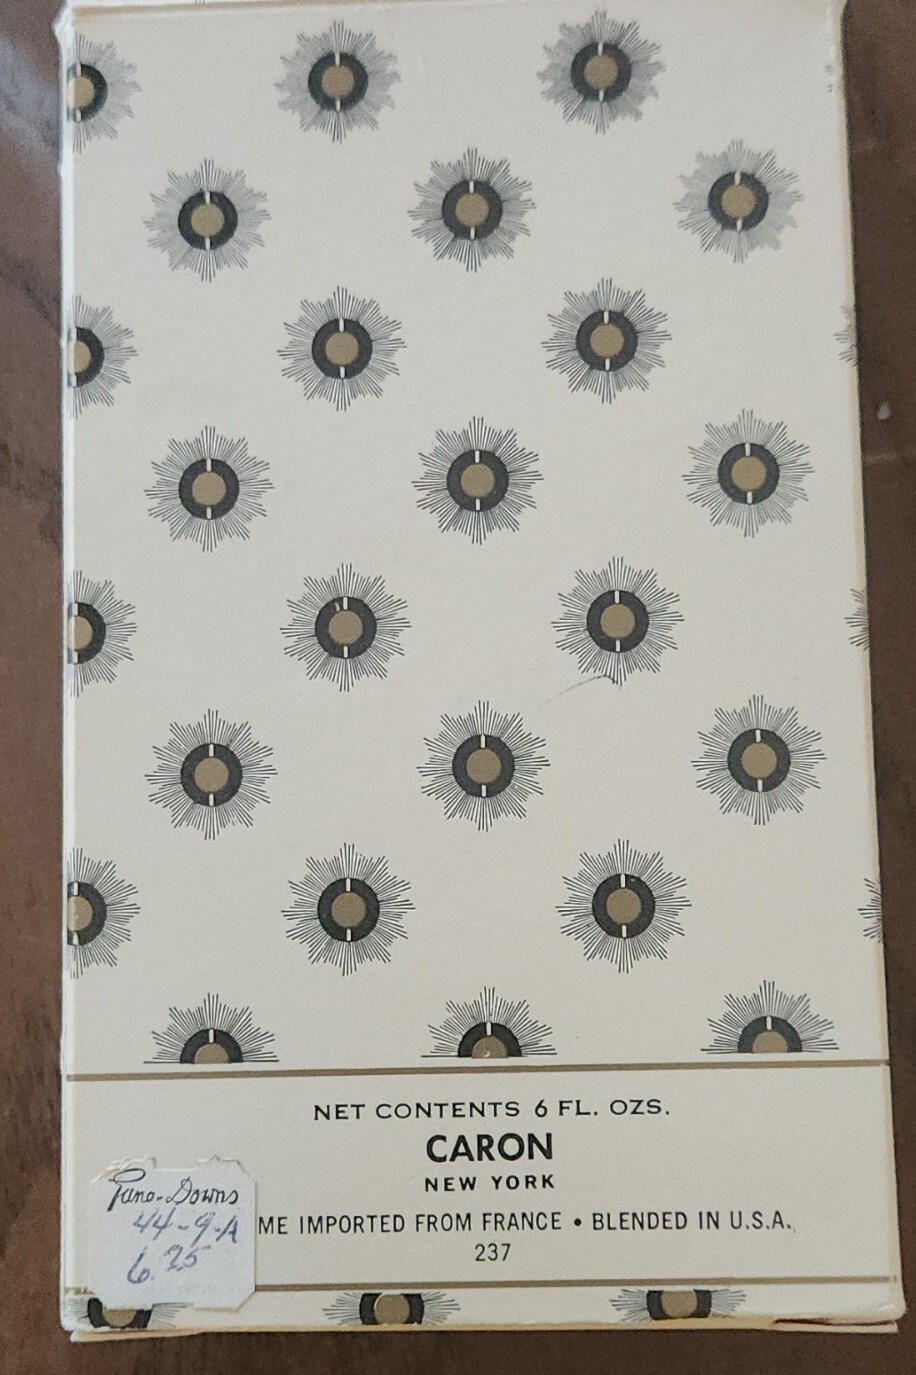 NET CONTENTS 6 FL. OZS.
CARON
NEW YORK
ME IMPORTED FROM FRANCE • BLENDED IN U.S.A.
237
44-9-A
6.25